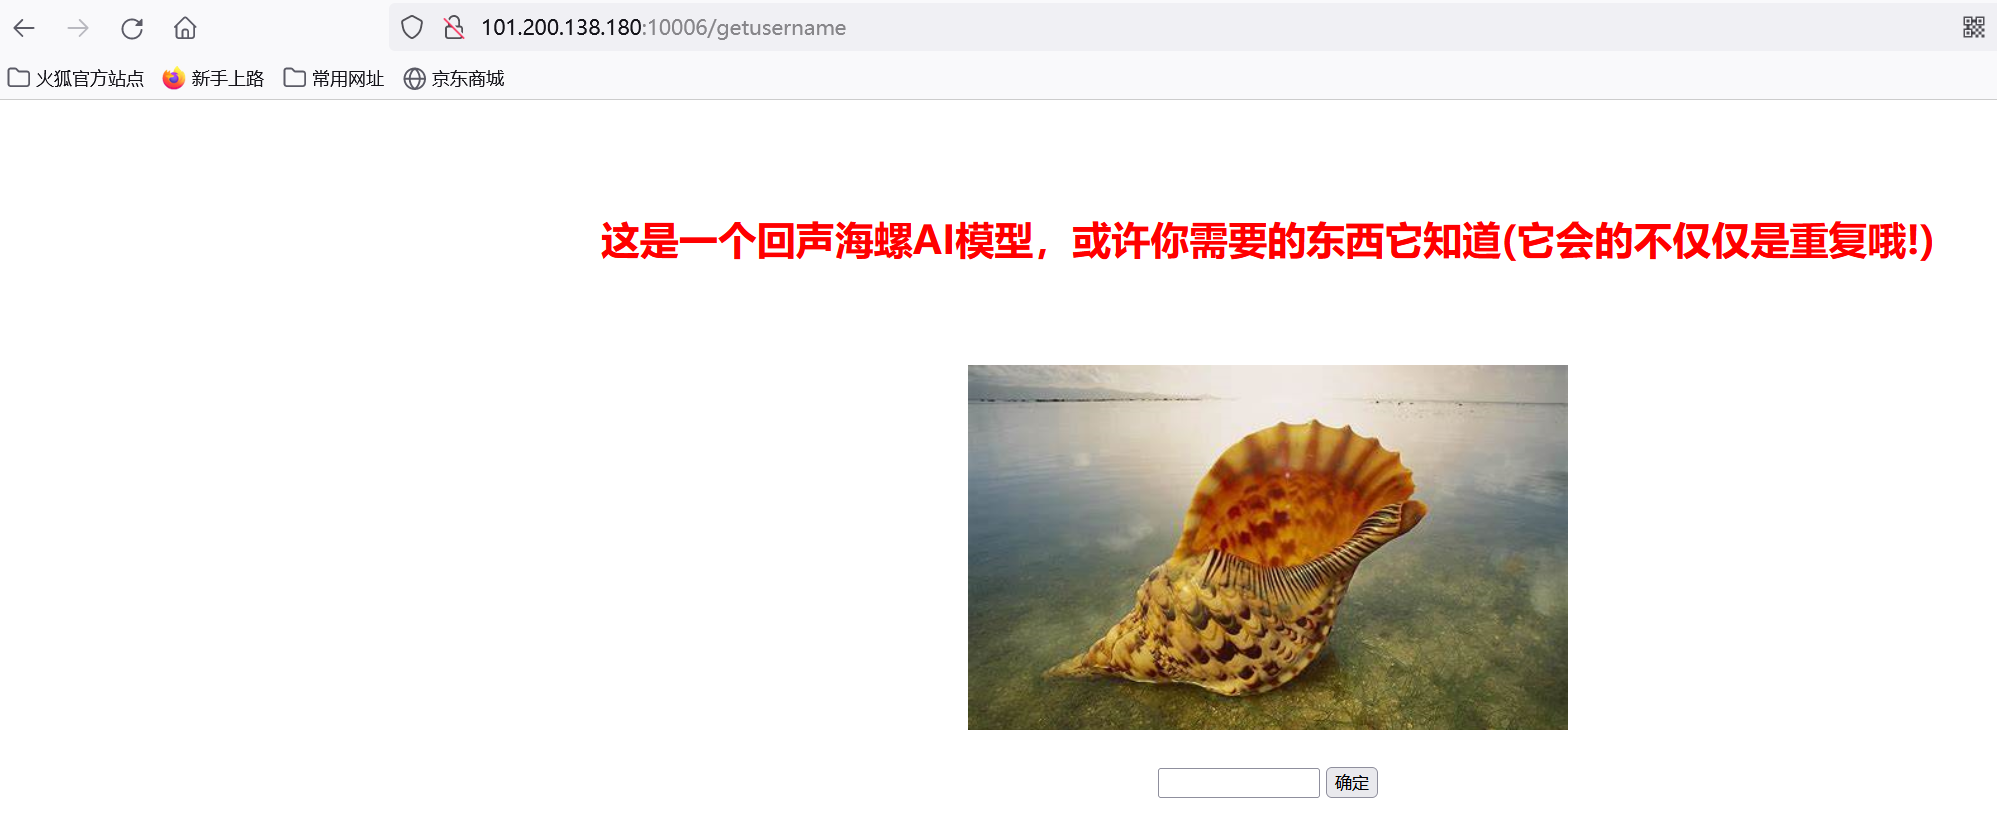 101.200.138.180:10006/getusername
火狐官方站点 新手上路 常用网址 京东商城
这是一个回声海螺AI模型，或许你需要的东西它知道(它会的不仅仅是重复哦!)
确定